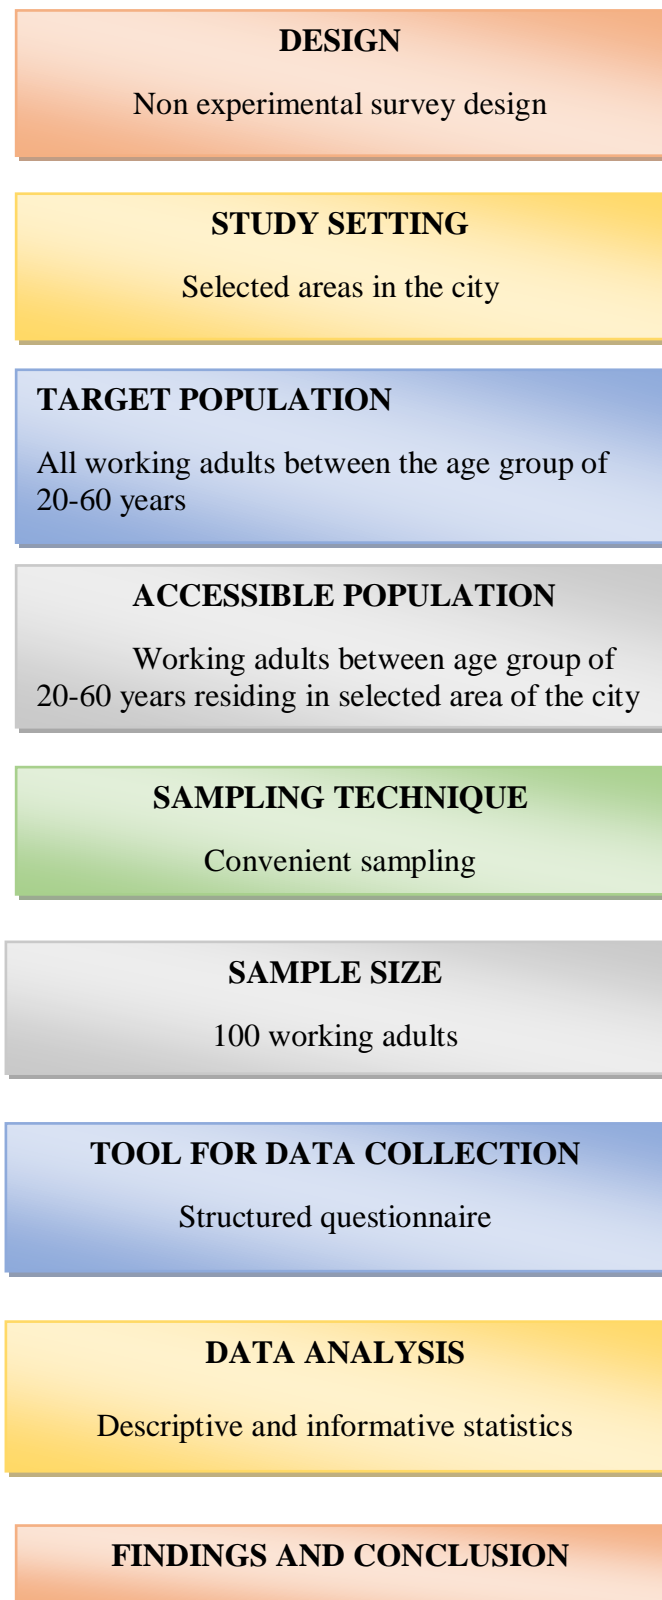 DESIGN
Non experimental survey design
STUDY SETTING
Selected areas in the city
TARGET POPULATION
All working adults between the age group of
20-60 years
ACCESSIBLE POPULATION
Working adults between age group of
20-60 years residing in selected area of the city
SAMPLING TECHNIQUE
Convenient sampling
SAMPLE SIZE
100 working adults
TOOL FOR DATA COLLECTION
Structured questionnaire
DATA ANALYSIS
Descriptive and informative statistics
FINDINGS AND CONCLUSION